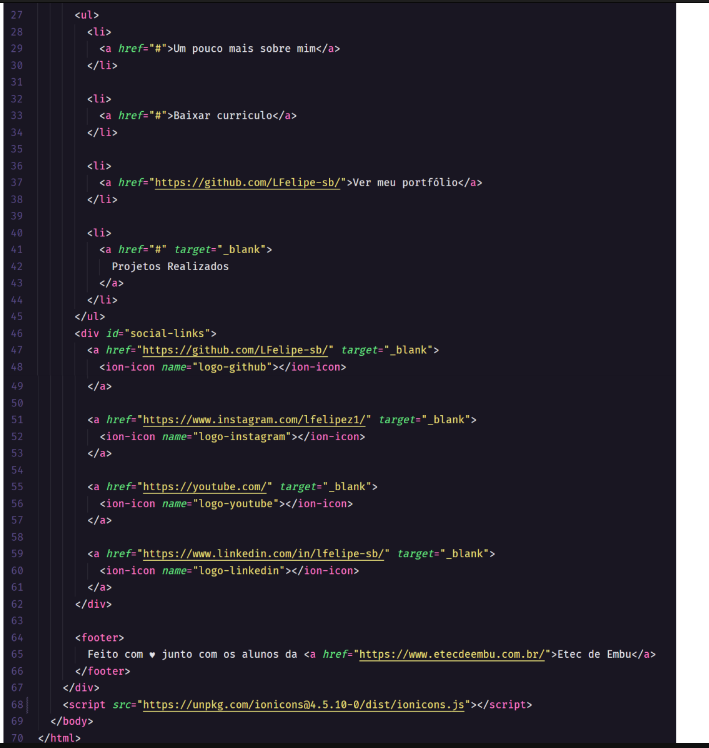 27 <ul>
28 <li>
29 <a href="#">Um pouco mais sobre mim</a>
30 </li>
31
32 <li>
33 <a href="#">Baixar curriculo</a>
34 </li>
35
36 <li>
37 <a href="https://github.com/LFelipe-sb/">Ver meu portfólio</a>
38 </li>
39
40 <li>
41 <a href="#" target="_blank">
42 Projetos Realizados
43 </a>
44 </li>
45 </ul>
46 <div id="social-links">
47 <a href="https://github.com/LFelipe-sb/" target="_blank">
48 <ion-icon name="logo-github"></ion-icon>
49 </a>
50
51 <a href="https://www.instagram.com/lfelipez1/" target="_blank">
52 <ion-icon name="logo-instagram"></ion-icon>
53 </a>
54
55 <a href="https://youtube.com/" target="_blank">
56 <ion-icon name="logo-youtube"></ion-icon>
57 </a>
58
59 <a href="https://www.linkedin.com/in/lfelipe-sb/" target="_blank">
60 <ion-icon name="logo-linkedin"></ion-icon>
61 </a>
62 </div>
63
64 <footer>
65 Feito com ♥ junto com os alunos da <a href="https://www.etecdeembu.com.br/">Etec de Embu</a>
66 </footer>
67 </div>
68 <script src="https://unpkg.com/ionicons@4.5.10-0/dist/ionicons.js"></script>
69 </body>
70 </html>